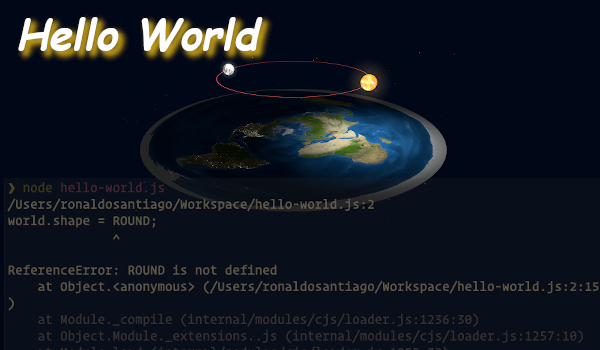 Hello World
❯ node hello-world.js
/Users/ronaldosantiago/Workspace/hello-world.js:2
world.shape = ROUND;
^
ReferenceError: ROUND is not defined
at Object.<anonymous> (/Users/ronaldosantiago/Workspace/hello-world.js:2:15
)
at Module._compile (internal/modules/cjs/loader.js:1236:30)
at Object.Module._extensions..js (internal/modules/cjs/loader.js:1257:10)